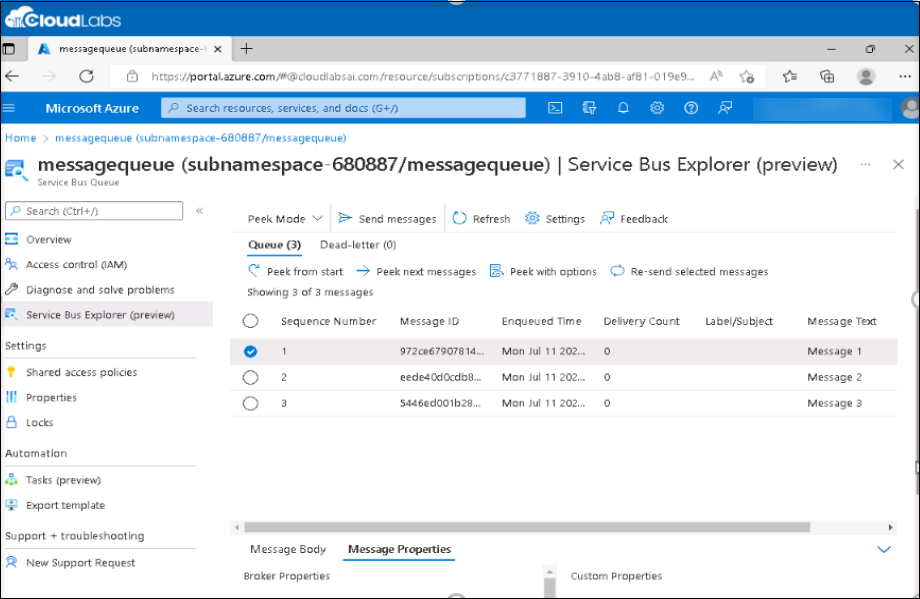 CloudLabs
messagequeue (subnamespace-6
https://portal.azure.com/#@cloudlabsai.com/resource/subscriptions/c3771887-3910-4ab8-af81-019e9...
Microsoft Azure
Search resources, services, and docs (G+/)
Home > messagequeue (subnamespace-680887/messagequeue)
messagequeue (subnamespace-680887/messagequeue) | Service Bus Explorer (preview) ...
Service Bus Queue
Search (Ctrl+/)
Overview
Access control (IAM)
Diagnose and solve problems
Service Bus Explorer (preview)
Settings
Shared access policies
Properties
Locks
Automation
Tasks (preview)
Export template
Support + troubleshooting
New Support Request
Peek Mode Send messages Refresh Settings Feedback
Queue (3) Dead-letter (0)
Peek from start Peek next messages Peek with options Re-send selected messages
Showing 3 of 3 messages
Sequence Number Message ID Enqueued Time Delivery Count Label/Subject Message Text
1 972ce67907814... Mon Jul 11 202... 0 Message 1
2 eede40d0cdb8... Mon Jul 11 202... 0 Message 2
3 5446ed001b28... Mon Jul 11 202... 0 Message 3
Message Body Message Properties
Broker Properties Custom Properties